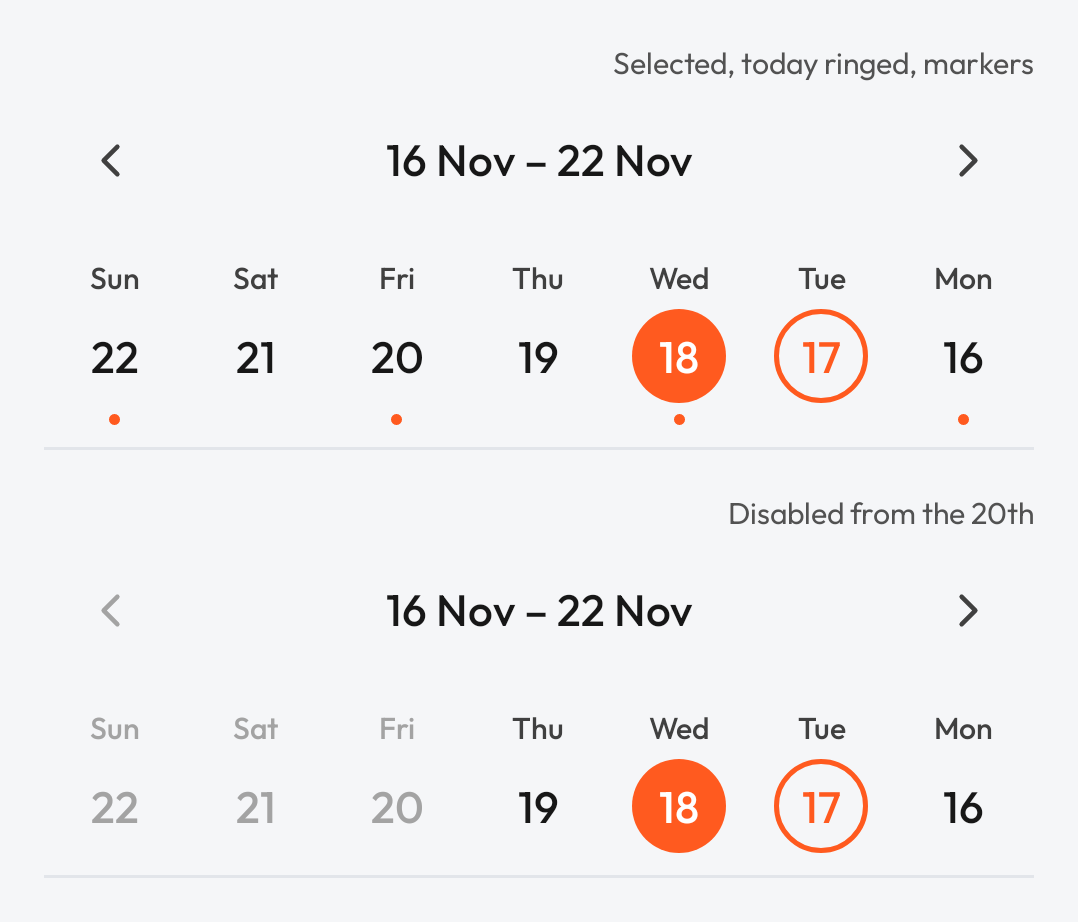 Selected, today ringed, markers
16 Nov – 22 Nov
Sun Sat Fri Thu Wed Tue Mon
22 21 20 19 18 17 16
Disabled from the 20th
16 Nov – 22 Nov
Sun Sat Fri Thu Wed Tue Mon
22 21 20 19 18 17 16